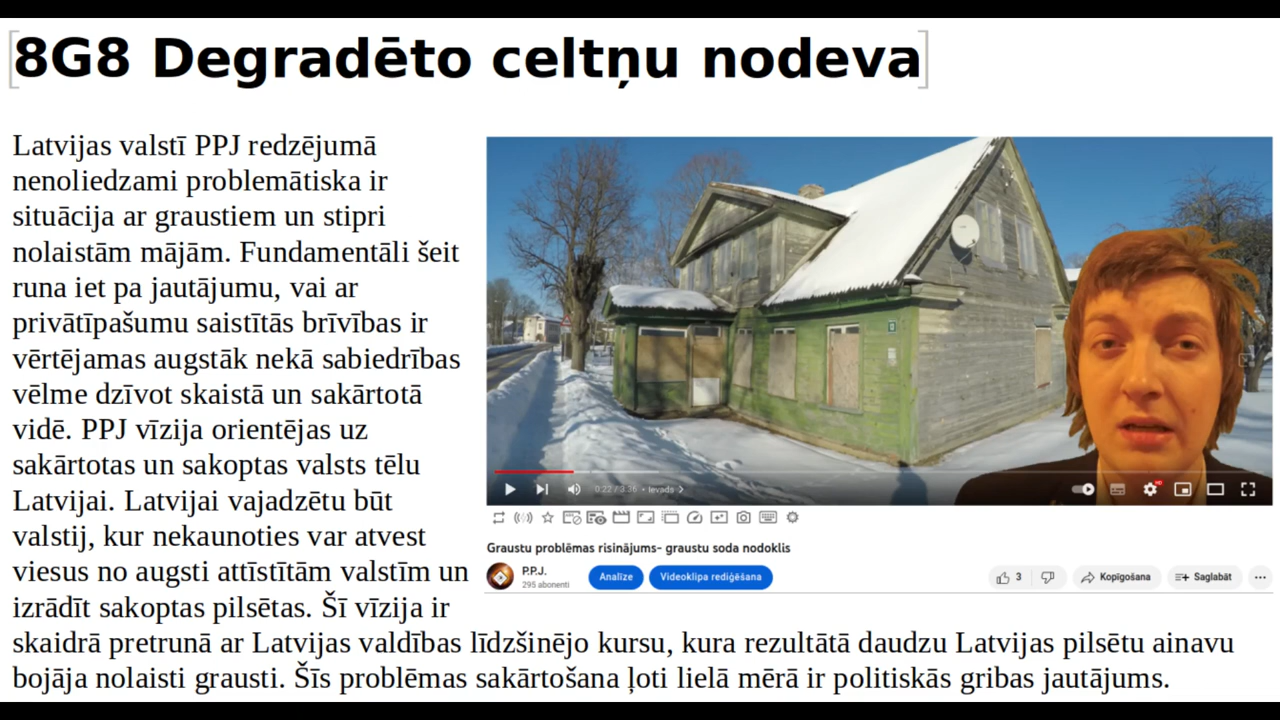 8G8 Degradēto celtņu nodeva
Latvijas valstī PPJ redzējumā
nenoliedzami problemātiska ir
situācija ar graustiem un stipri
nolaistām mājām. Fundamentāli šeit
runa iet pa jautājumu, vai ar
privātīpašumu saistītās brīvības ir
vērtējamas augstāk nekā sabiedrības
vēlme dzīvot skaistā un sakārtotā
vidē. PPJ vīzija orientējas uz
sakārtotas un sakoptas valsts tēlu
Latvijai. Latvijai vajadzētu būt
valstij, kur nekaunoties var atvest
viesus no augsti attīstītām valstīm un
izrādīt sakoptas pilsētas. Šī vīzija ir
skaidrā pretrunā ar Latvijas valdības līdzšinējo kursu, kura rezultātā daudzu Latvijas pilsētu ainavu
bojāja nolaisti grausti. Šīs problēmas sakārtošana ļoti lielā mērā ir politiskās gribas jautājums.
0:22 / 3:36 • Ievads
HD
Graustu problēmas risinājums- graustu soda nodoklis
P.P.J.
295 abonenti
Analīze
Videoklipa rediģēšana
3
Kopīgošana
Saglabāt